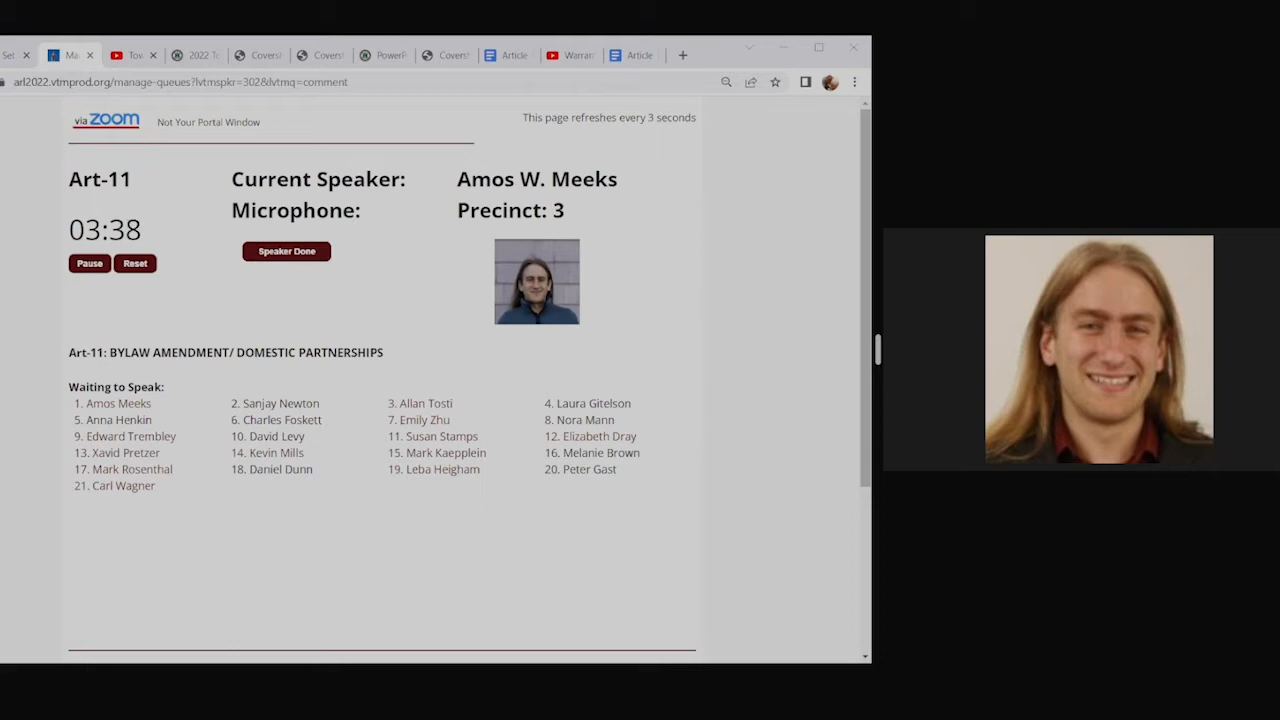 Set
Ma
Tow
2022 To
Covers
Covers
PowerP
Covers
Article
Warran
Article
arl2022.vtmprod.org/manage-queues?lvtmspkr=302&lvtmq=comment
via zoom Not Your Portal Window This page refreshes every 3 seconds
Art-11 Current Speaker: Amos W. Meeks
Microphone: Precinct: 3
03:38
Pause Reset Speaker Done
Art-11: BYLAW AMENDMENT/ DOMESTIC PARTNERSHIPS
Waiting to Speak:
1. Amos Meeks 2. Sanjay Newton 3. Allan Tosti 4. Laura Gitelson
5. Anna Henkin 6. Charles Foskett 7. Emily Zhu 8. Nora Mann
9. Edward Trembley 10. David Levy 11. Susan Stamps 12. Elizabeth Dray
13. Xavid Pretzer 14. Kevin Mills 15. Mark Kaepplein 16. Melanie Brown
17. Mark Rosenthal 18. Daniel Dunn 19. Leba Heigham 20. Peter Gast
21. Carl Wagner